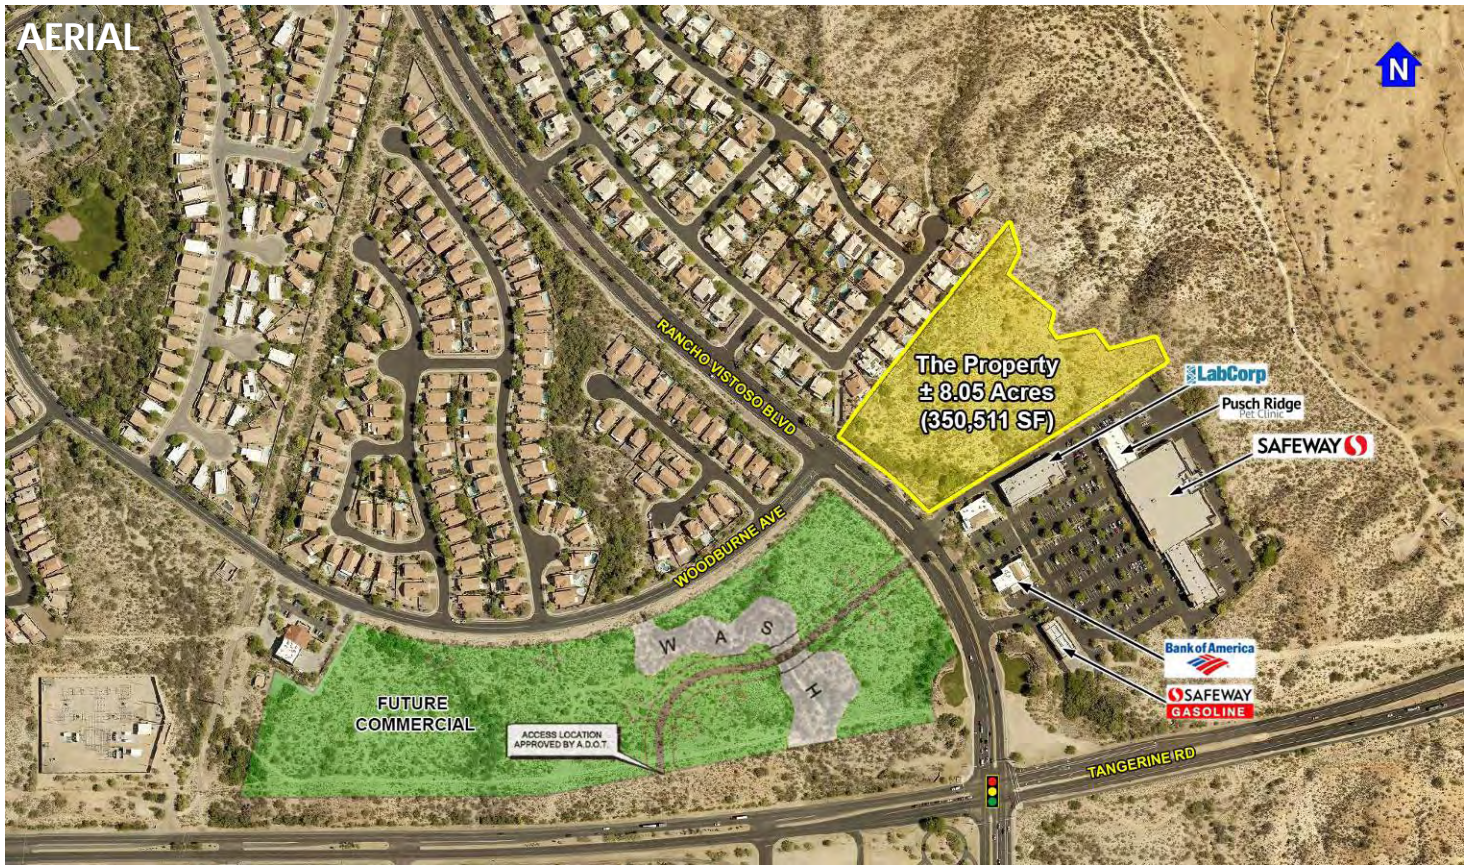 AERIAL
N
RANCHO VISTOSO BLVD
The Property
± 8.05 Acres
(350,511 SF)
LabCorp
Pusch Ridge
Pet Clinic
SAFEWAY
WOODBURNE AVE
W A S H
FUTURE
COMMERCIAL
ACCESS LOCATION
APPROVED BY A.D.O.T.
Bank of America
SAFEWAY
GASOLINE
TANGERINE RD